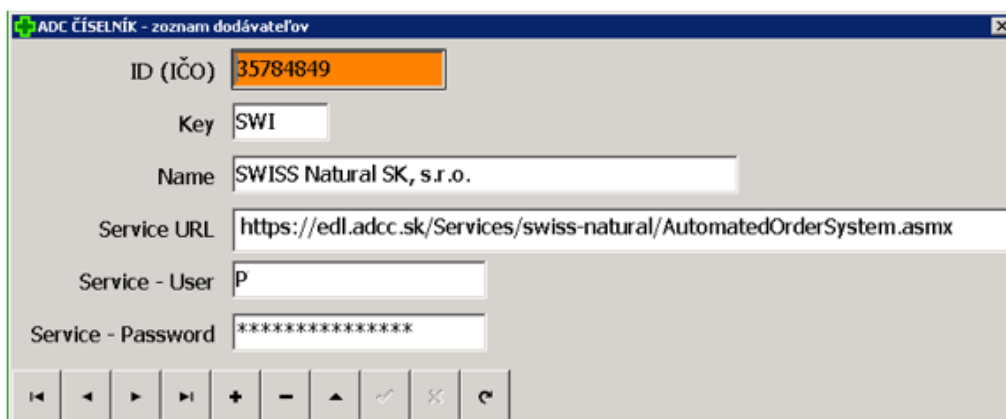 ADC ČÍSELNÍK - zoznam dodávateľov
ID (IČO) 35784849
Key SWI
Name SWISS Natural SK, s.r.o.
Service URL https://edl.adcc.sk/Services/swiss-natural/AutomatedOrderSystem.asmx
Service - User P
Service - Password ***************